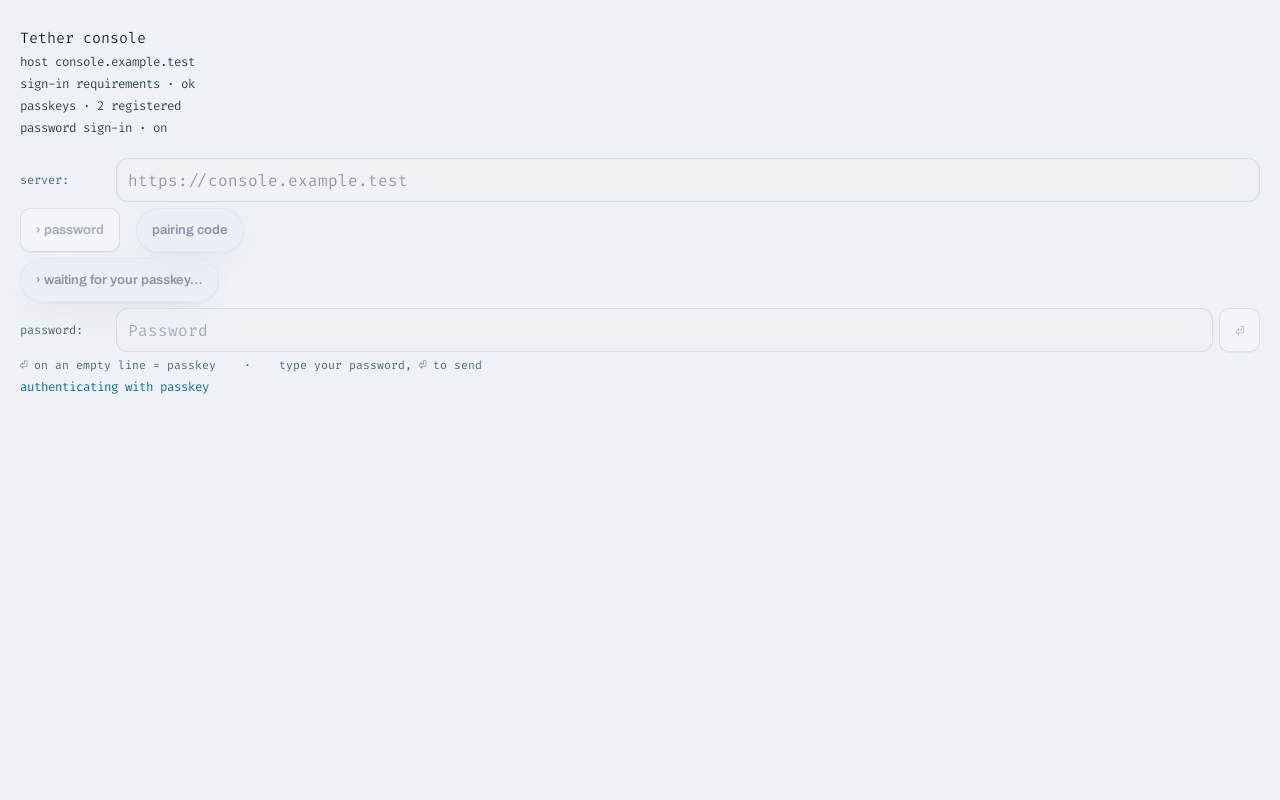 Tether console
host console.example.test
sign-in requirements · ok
passkeys · 2 registered
password sign-in · on
server: https://console.example.test
› password pairing code
› waiting for your passkey...
password: Password ⏎
⏎ on an empty line = passkey · type your password, ⏎ to send
authenticating with passkey